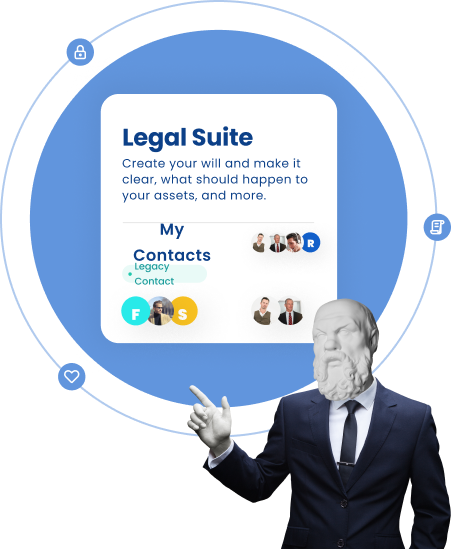 Legal Suite
Create your will and make it
clear, what should happen to
your assets, and more.
My
Contacts
R
Legacy
Contact
F
S